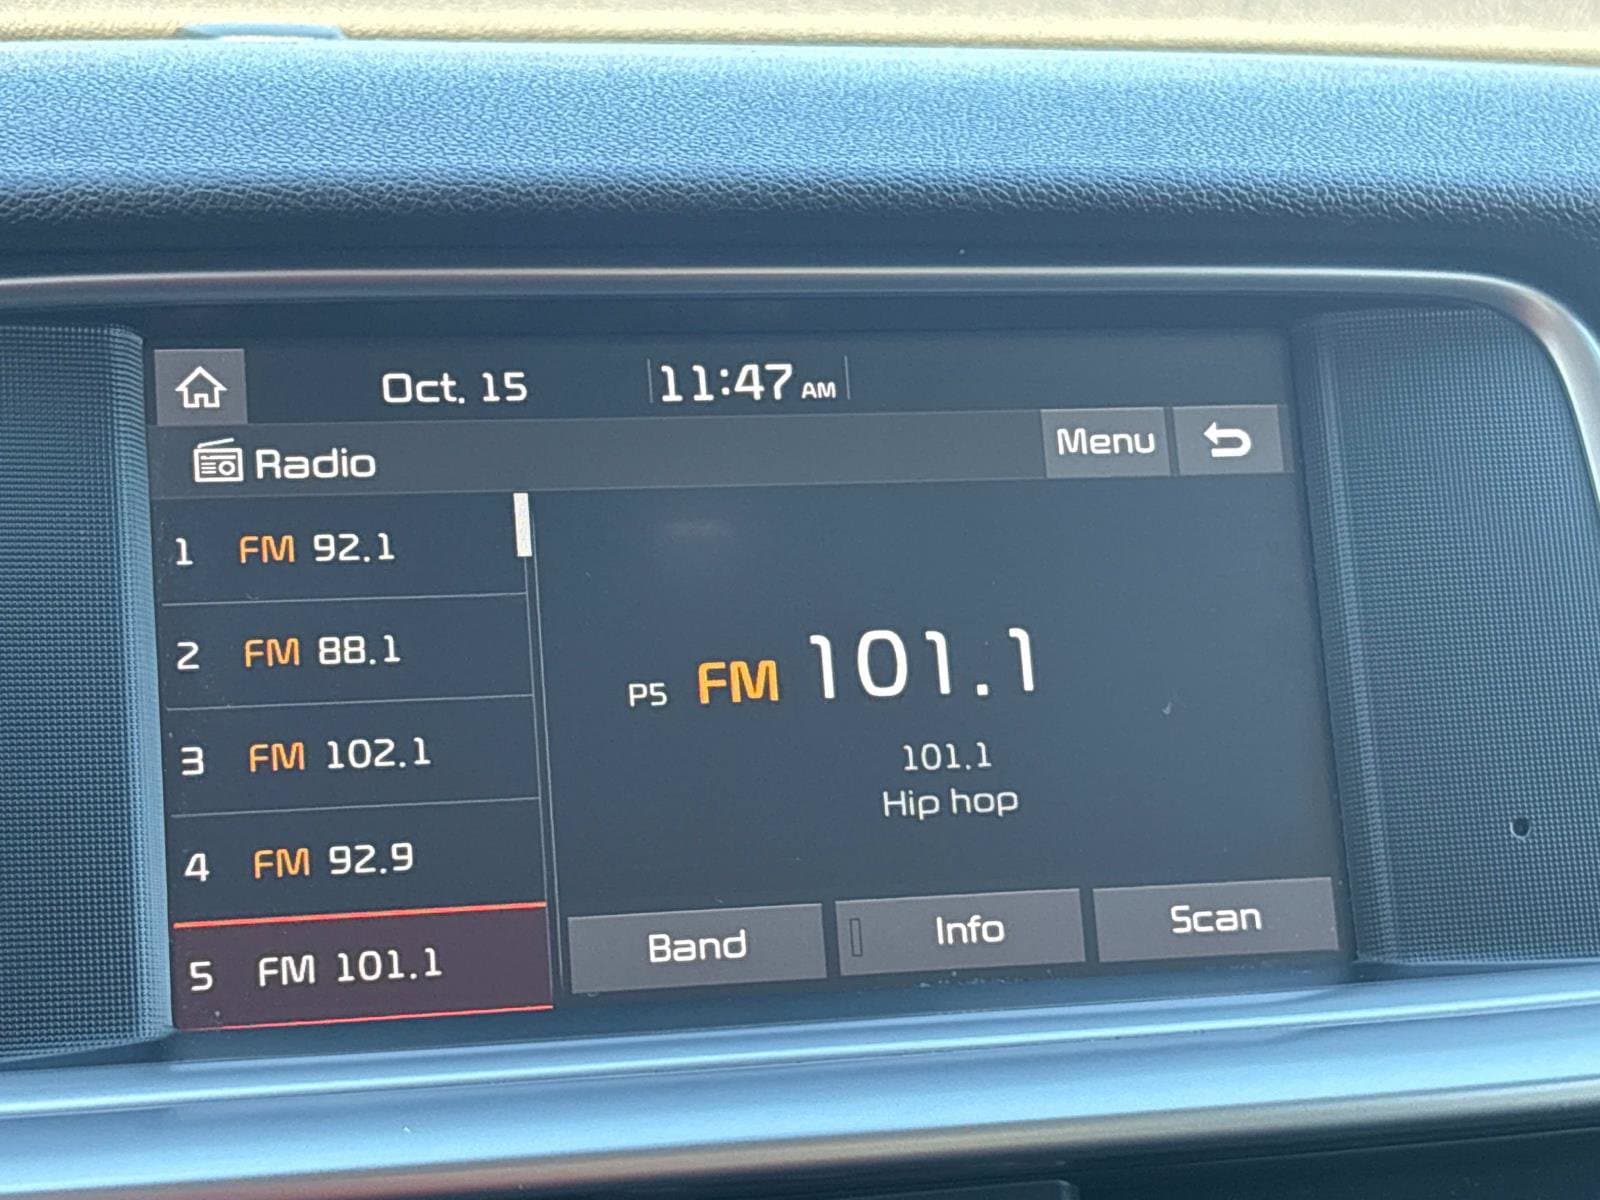 Oct. 15 11:47 AM
Radio Menu
1 FM 92.1
2 FM 88.1
3 FM 102.1
4 FM 92.9
5 FM 101.1
P5 FM 101.1
101.1
Hip hop
Band Info Scan